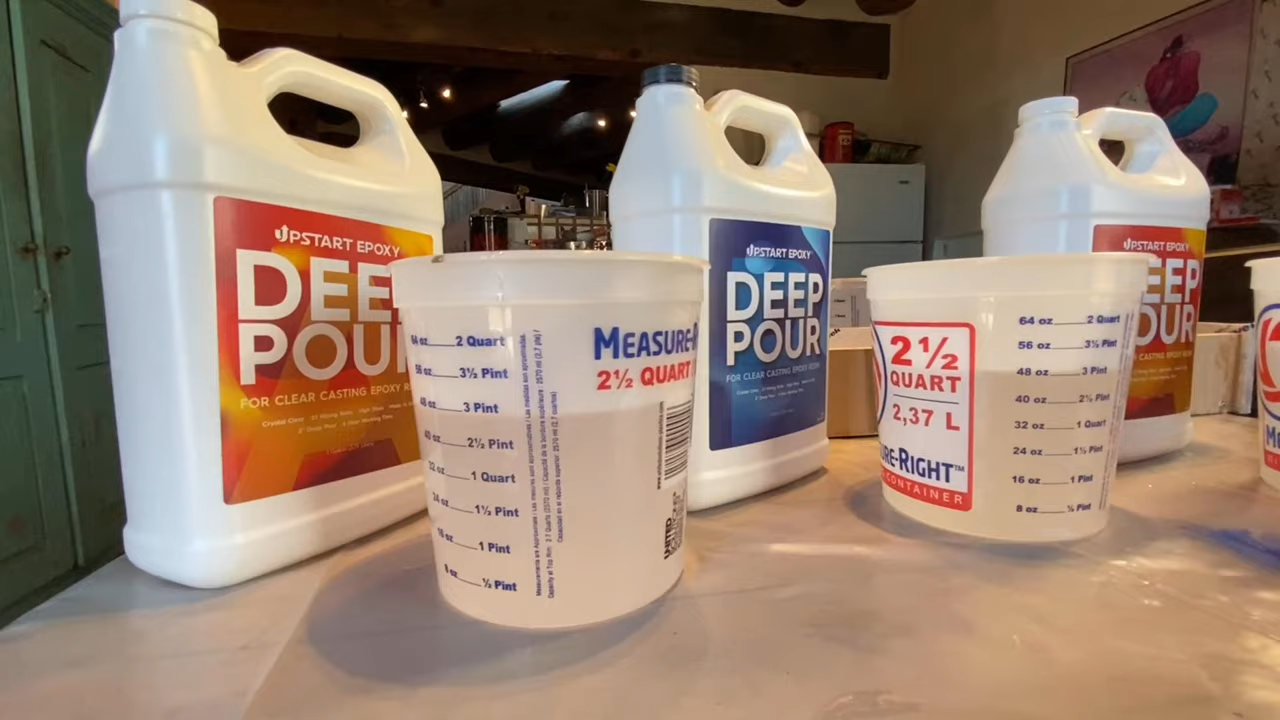 UPSTART EPOXY
DEE
POU
FOR CLEAR CASTING EPOXY
64 oz 2 Quart
56 oz 3½ Pint
48 oz 3 Pint
40 oz 2½ Pint
32 oz 1 Quart
24 oz 1½ Pint
16 oz 1 Pint
8 oz ½ Pint
MEASURE-
2½ QUART
UPSTART EPOXY
DEEP
POUR
FOR CLEAR CASTING EPOXY RESIN
2½
QUART
2,37 L
URE-RIGHT™
CONTAINER
64 oz 2 Quart
56 oz 3½ Pint
48 oz 3 Pint
40 oz 2½ Pint
32 oz 1 Quart
24 oz 1½ Pint
16 oz 1 Pint
8 oz ½ Pint
UPSTART EPOXY
EEP
OUR